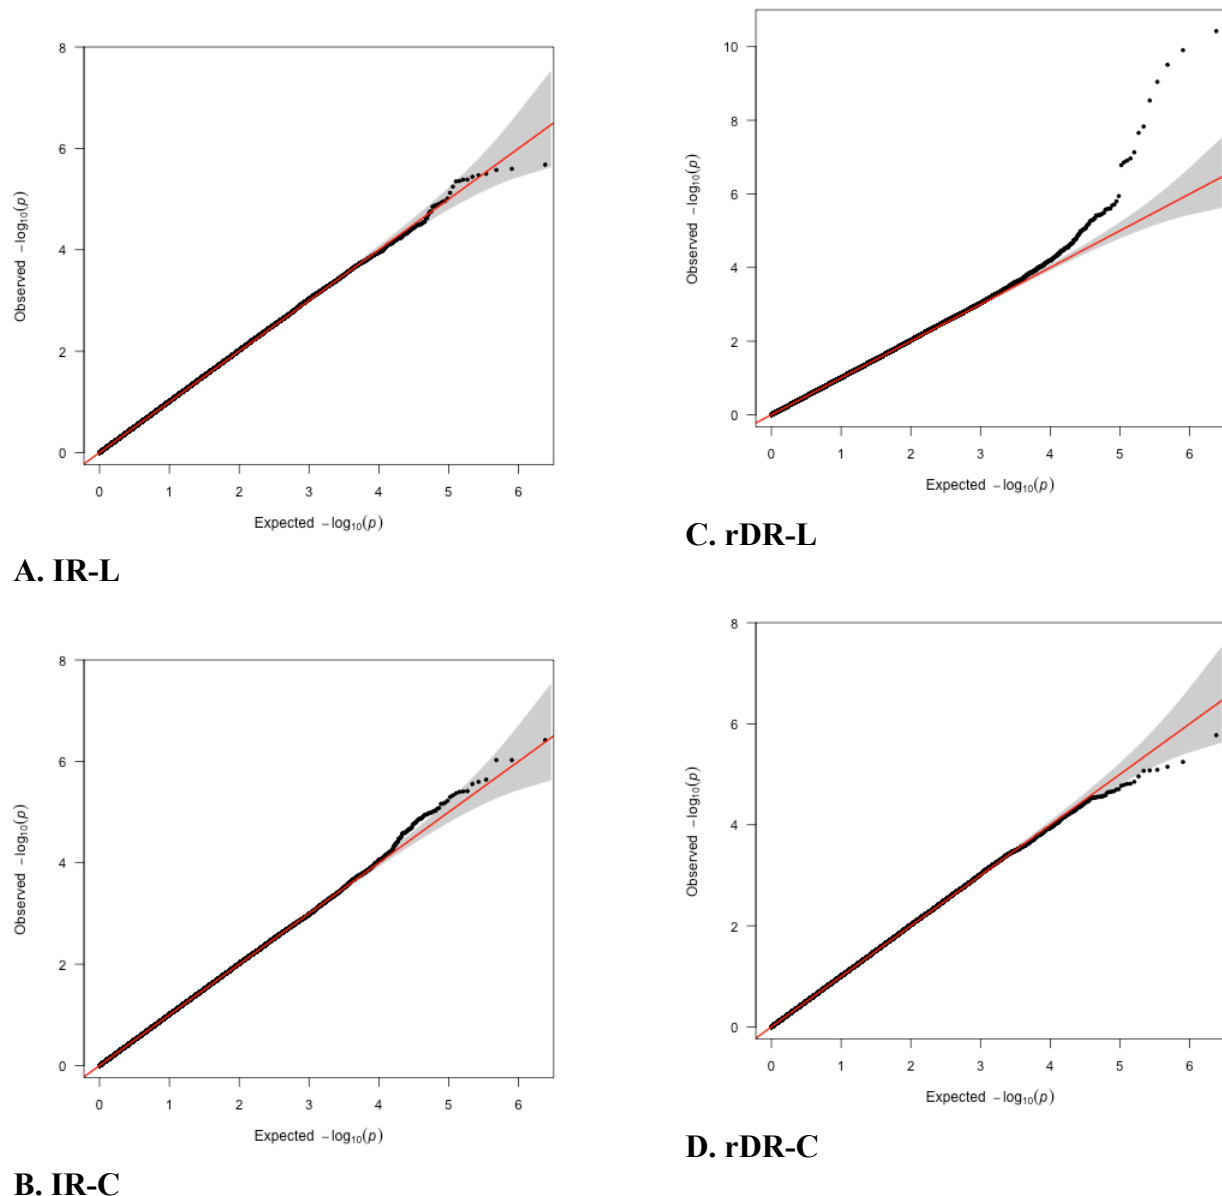 8
6
4
2
0
Observed −log10(p)
0 1 2 3 4 5 6
Expected −log10(p)
A. IR-L
10
8
6
4
2
0
Observed −log10(p)
0 1 2 3 4 5 6
Expected −log10(p)
C. rDR-L
8
6
4
2
0
Observed −log10(p)
0 1 2 3 4 5 6
Expected −log10(p)
B. IR-C
8
6
4
2
0
Observed −log10(p)
0 1 2 3 4 5 6
Expected −log10(p)
D. rDR-C